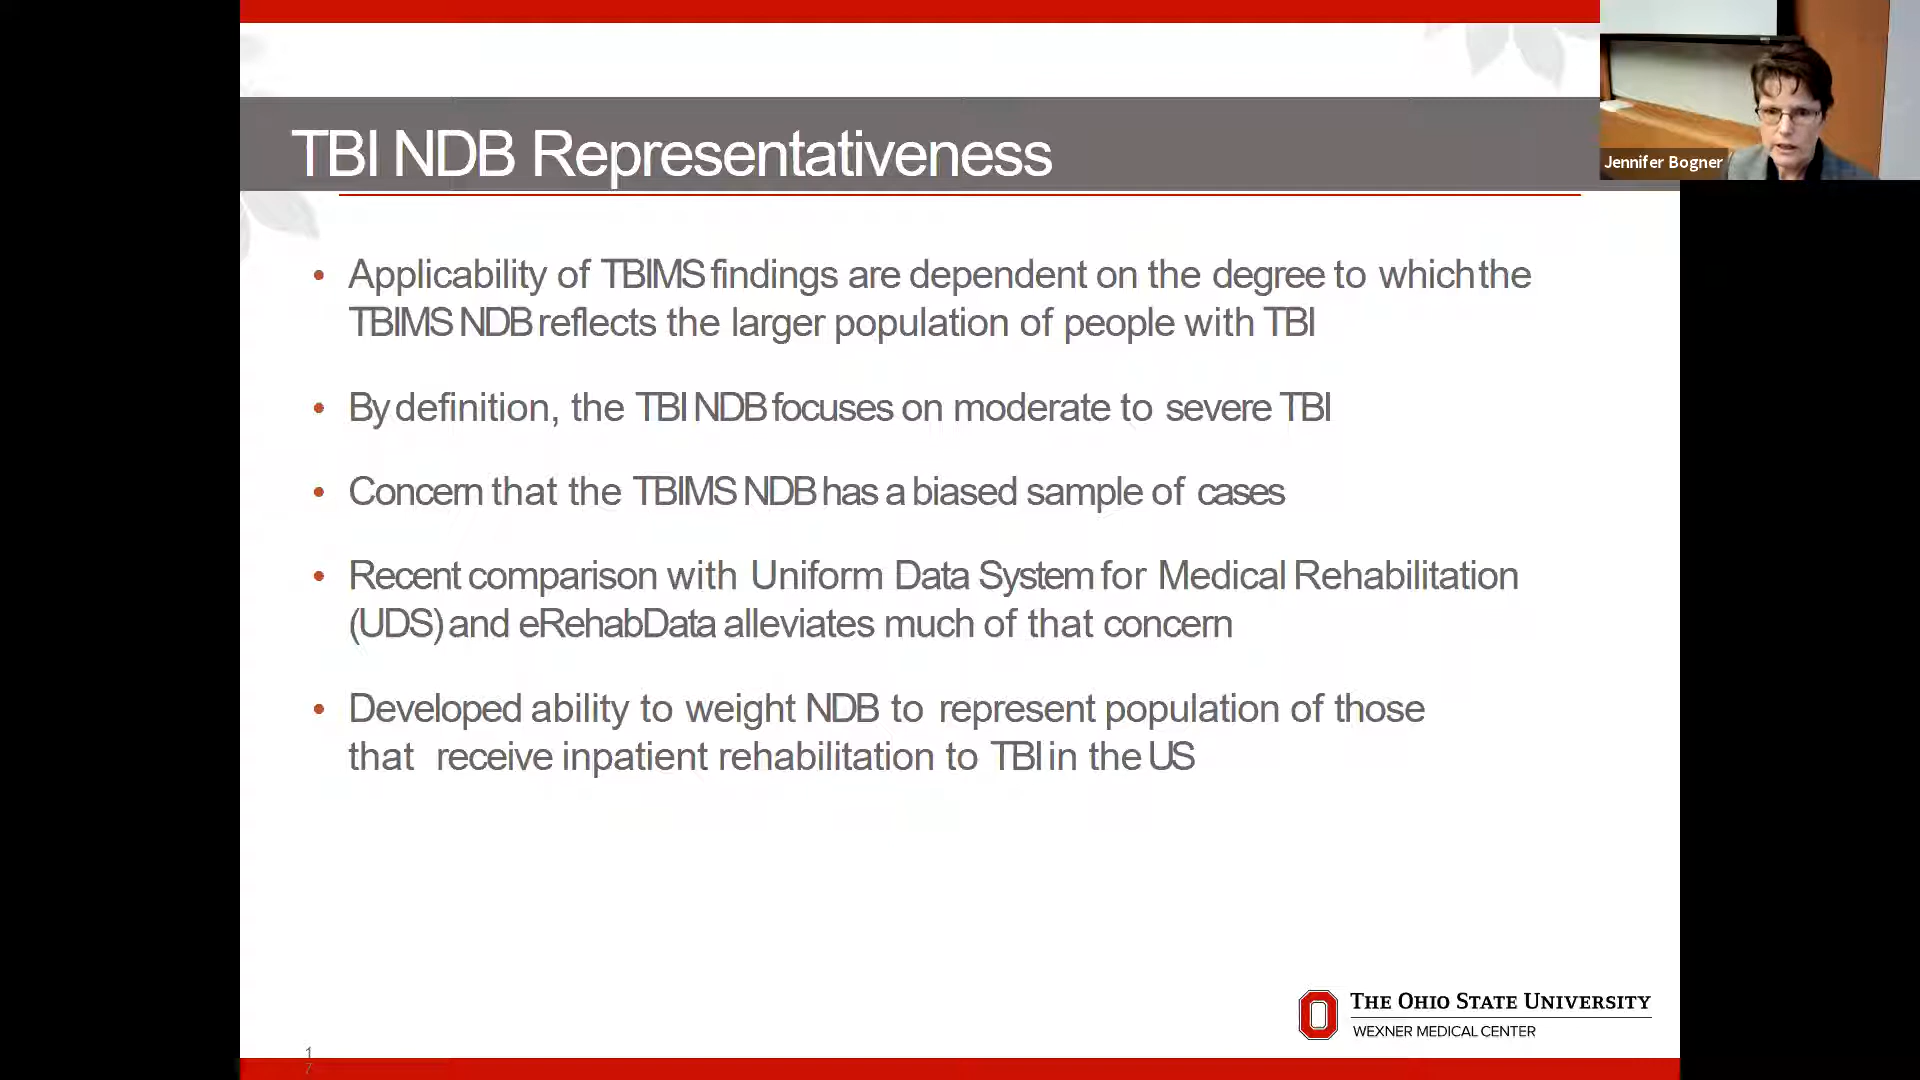 TBI NDB Representativeness
Jennifer Bogner
• Applicability of TBIMS findings are dependent on the degree to which the
TBIMS NDB reflects the larger population of people with TBI
• By definition, the TBI NDB focuses on moderate to severe TBI
• Concern that the TBIMS NDB has a biased sample of cases
• Recent comparison with Uniform Data System for Medical Rehabilitation
(UDS) and eRehabData alleviates much of that concern
• Developed ability to weight NDB to represent population of those
that receive inpatient rehabilitation to TBI in the US
THE OHIO STATE UNIVERSITY
WEXNER MEDICAL CENTER
1
7